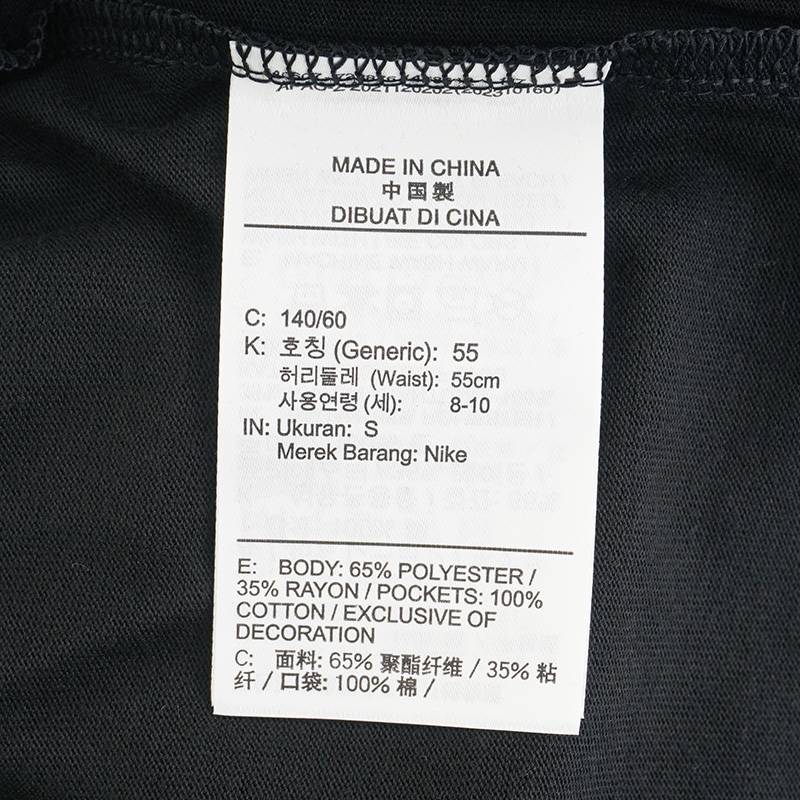 MADE IN CHINA
中国製
DIBUAT DI CINA
C: 140/60
K: 호칭 (Generic): 55
허리둘레 (Waist): 55cm
사용연령 (세): 8-10
IN: Ukuran: S
Merek Barang: Nike
E: BODY: 65% POLYESTER /
35% RAYON / POCKETS: 100%
COTTON / EXCLUSIVE OF
DECORATION
C: 面料: 65% 聚酯纤维 / 35% 粘
纤 / 口袋: 100% 棉 /